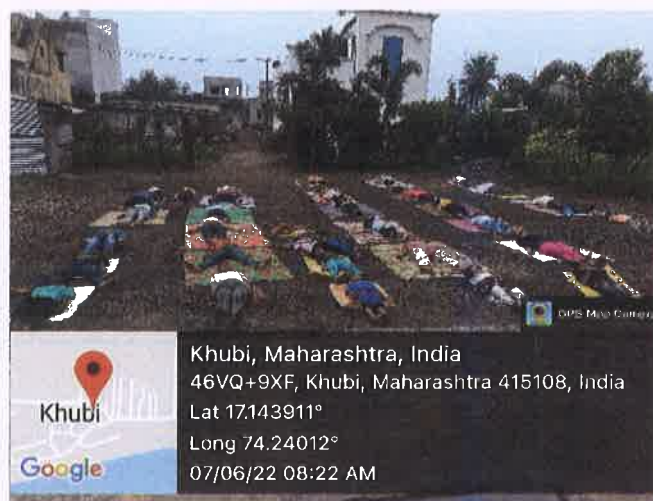 GPS Map Camera
Khubi, Maharashtra, India
46VQ+9XF, Khubi, Maharashtra 415108, India
Lat 17.143911°
Long 74.24012°
07/06/22 08:22 AM
Khubi
Google